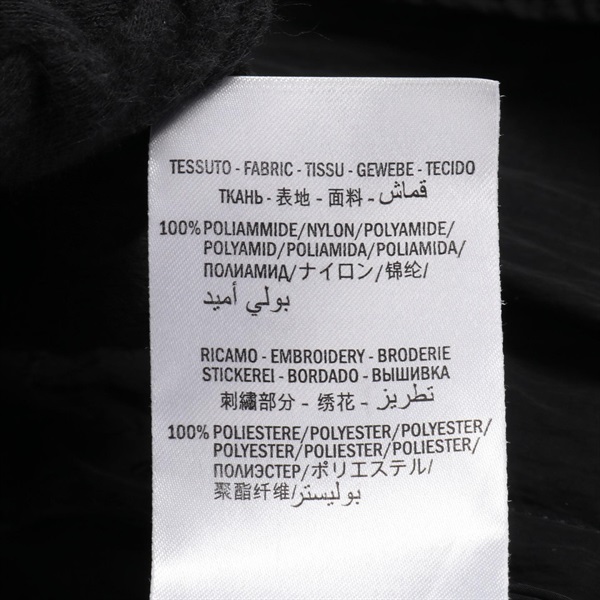 TESSUTO - FABRIC - TISSU - GEWEBE - TECIDO
ТКАНЬ - 表地 - 面料 - قماش
100% POLIAMMIDE/NYLON/POLYAMIDE/
POLYAMID/POLIAMIDA/POLIAMIDA/
ПОЛИАМИД/ナイロン/锦纶/
بولي أميد
RICAMO - EMBROIDERY - BRODERIE
STICKEREI - BORDADO - ВЫШИВКА
刺繍部分 - 绣花 - تطريز
100% POLIESTERE/POLYESTER/POLYESTER/
POLYESTER/POLIESTER/POLIESTER/
ПОЛИЭСТЕР/ポリエステル/
聚酯纤维/بوليستر